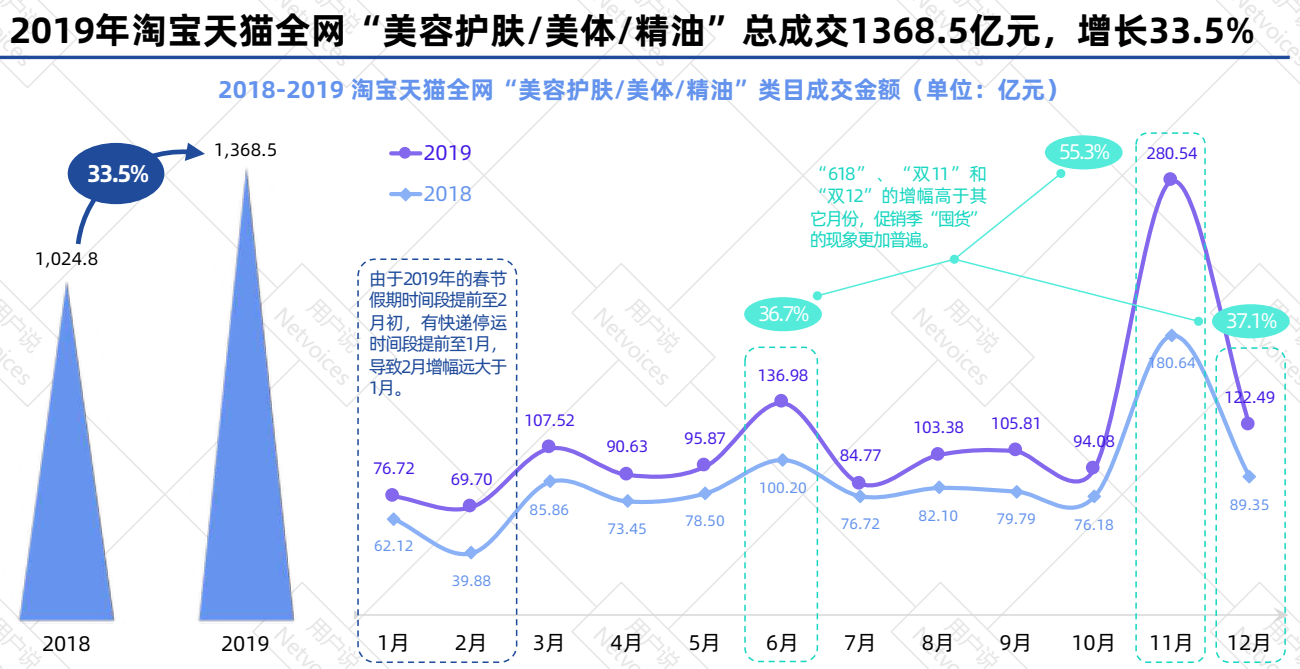 2019年淘宝天猫全网“美容护肤/美体/精油”总成交1368.5亿元，增长33.5%
2018-2019 淘宝天猫全网“美容护肤/美体/精油”类目成交金额（单位：亿元）
33.5%
1,368.5
1,024.8
2018
2019
2019
2018
由于2019年的春节
假期时间段提前至2
月初，有快递停运
时间段提前至1月，
导致2月增幅远大于
1月。
“618”、“双11”和
“双12”的增幅高于其
它月份，促销季“囤货”
的现象更加普遍。
36.7%
55.3%
37.1%
76.72
69.70
107.52
90.63
95.87
136.98
84.77
103.38
105.81
94.08
280.54
122.49
62.12
39.88
85.86
73.45
78.50
100.20
76.72
82.10
79.79
76.18
180.64
89.35
1月
2月
3月
4月
5月
6月
7月
8月
9月
10月
11月
12月
用户说
Netvoices